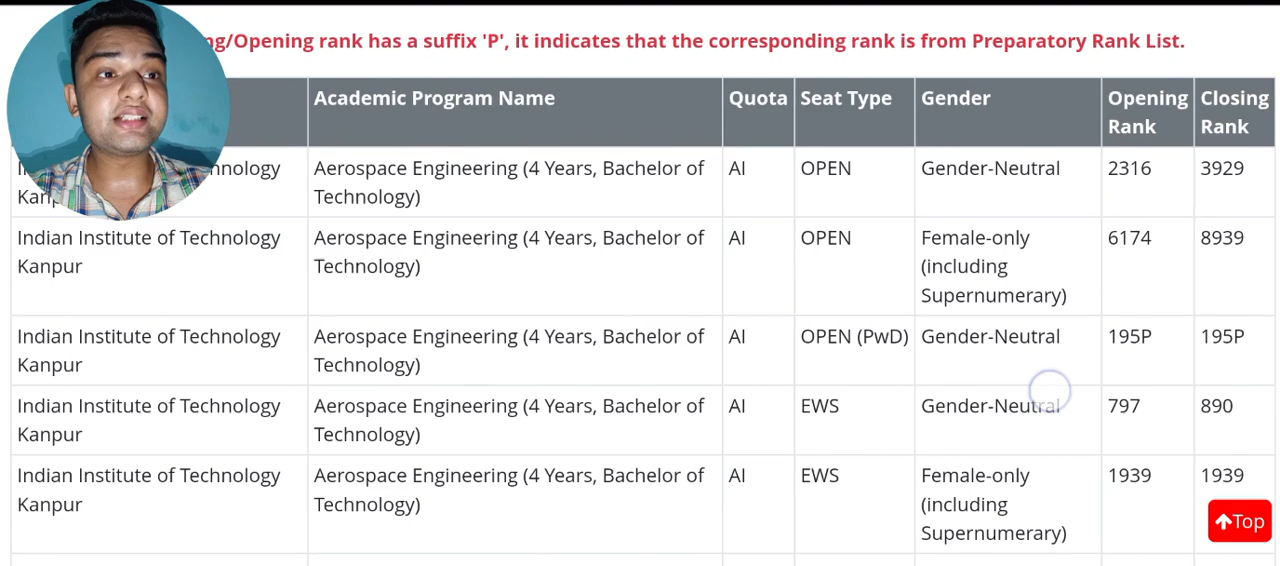 ng/Opening rank has a suffix 'P', it indicates that the corresponding rank is from Preparatory Rank List.
Academic Program Name Quota Seat Type Gender Opening Rank Closing Rank
Aerospace Engineering (4 Years, Bachelor of AI OPEN Gender-Neutral 2316 3929
Technology)
Indian Institute of Technology Aerospace Engineering (4 Years, Bachelor of AI OPEN Female-only 6174 8939
Kanpur Technology) (including
Supernumerary)
Indian Institute of Technology Aerospace Engineering (4 Years, Bachelor of AI OPEN (PwD) Gender-Neutral 195P 195P
Kanpur Technology)
Indian Institute of Technology Aerospace Engineering (4 Years, Bachelor of AI EWS Gender-Neutral 797 890
Kanpur Technology)
Indian Institute of Technology Aerospace Engineering (4 Years, Bachelor of AI EWS Female-only 1939 1939
Kanpur Technology) (including
Supernumerary)
Top